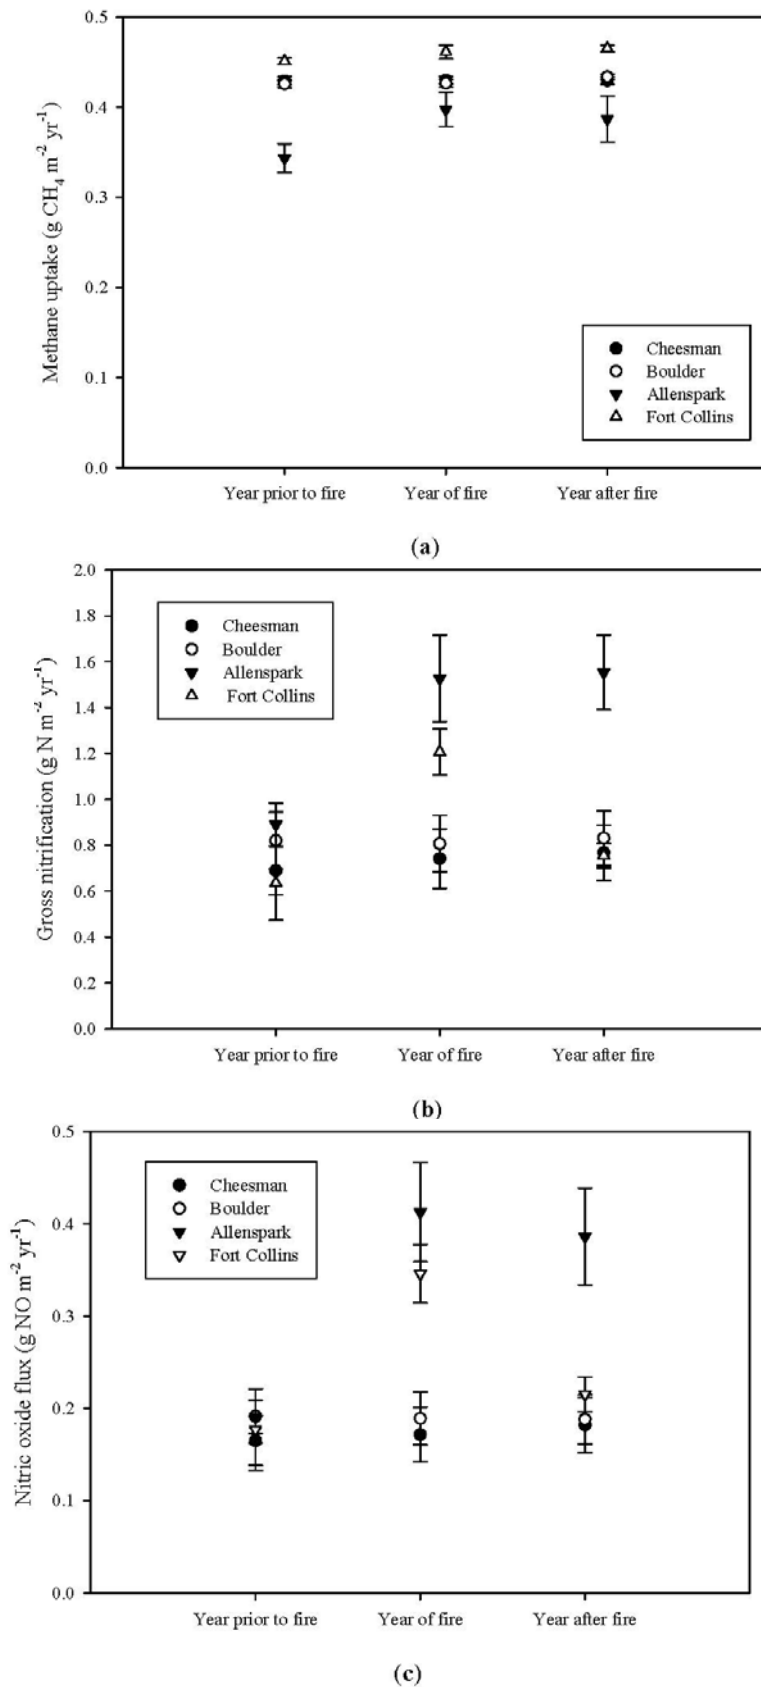 0.5
0.4
0.3
0.2
0.1
0.0
Methane uptake (g CH4 m-2 yr-1)
Cheesman
Boulder
Allenspark
Fort Collins
Year prior to fire
Year of fire
Year after fire
(a)
2.0
1.8
1.6
1.4
1.2
1.0
0.8
0.6
0.4
0.2
0.0
Gross nitrification (g N m-2 yr-1)
Cheesman
Boulder
Allenspark
Fort Collins
Year prior to fire
Year of fire
Year after fire
(b)
0.5
0.4
0.3
0.2
0.1
0.0
Nitric oxide flux (g NO m-2 yr-1)
Cheesman
Boulder
Allenspark
Fort Collins
Year prior to fire
Year of fire
Year after fire
(c)